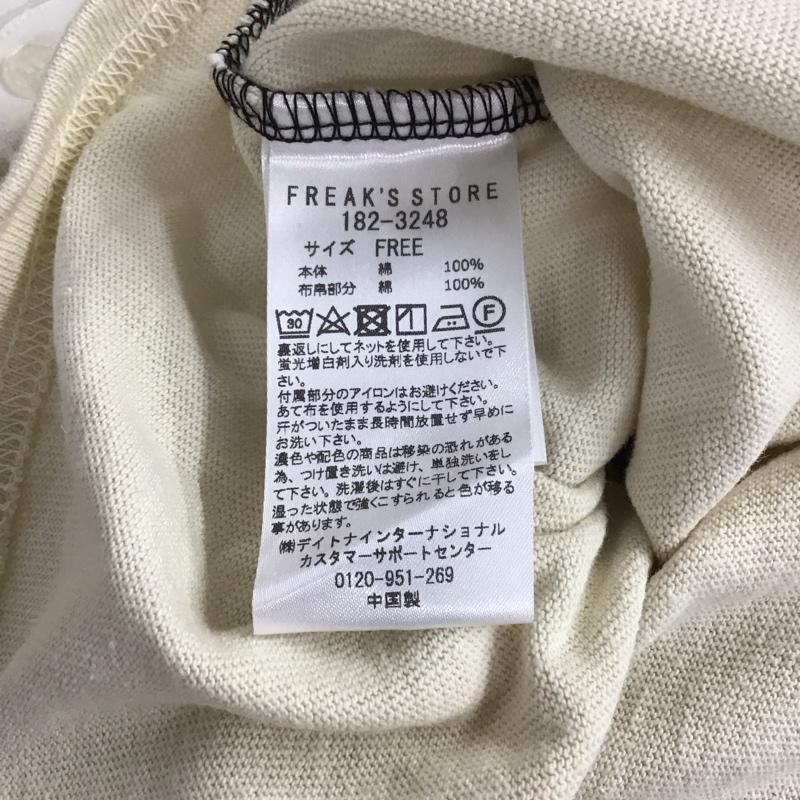 FREAK'S STORE
182-3248
サイズ FREE
本体 綿 100%
布帛部分 綿 100%
30 F
裏返しにしてネットを使用して下さい。
蛍光増白剤入り洗剤を使用しないで下
さい。
付属部分のアイロンはお避けください。
あて布を使用するようにして下さい。
汗がついたまま長時間放置せず早めに
お洗い下さい。
濃色や配色の商品は移染の恐れがある
為、つけ置き洗いは避け、単独洗いをし
て下さい。洗濯後はすぐに干して下さい。
湿った状態で強くこすられると色が移る
事があります。
㈱デイトナインターナショナル
カスタマーサポートセンター
0120-951-269
中国製